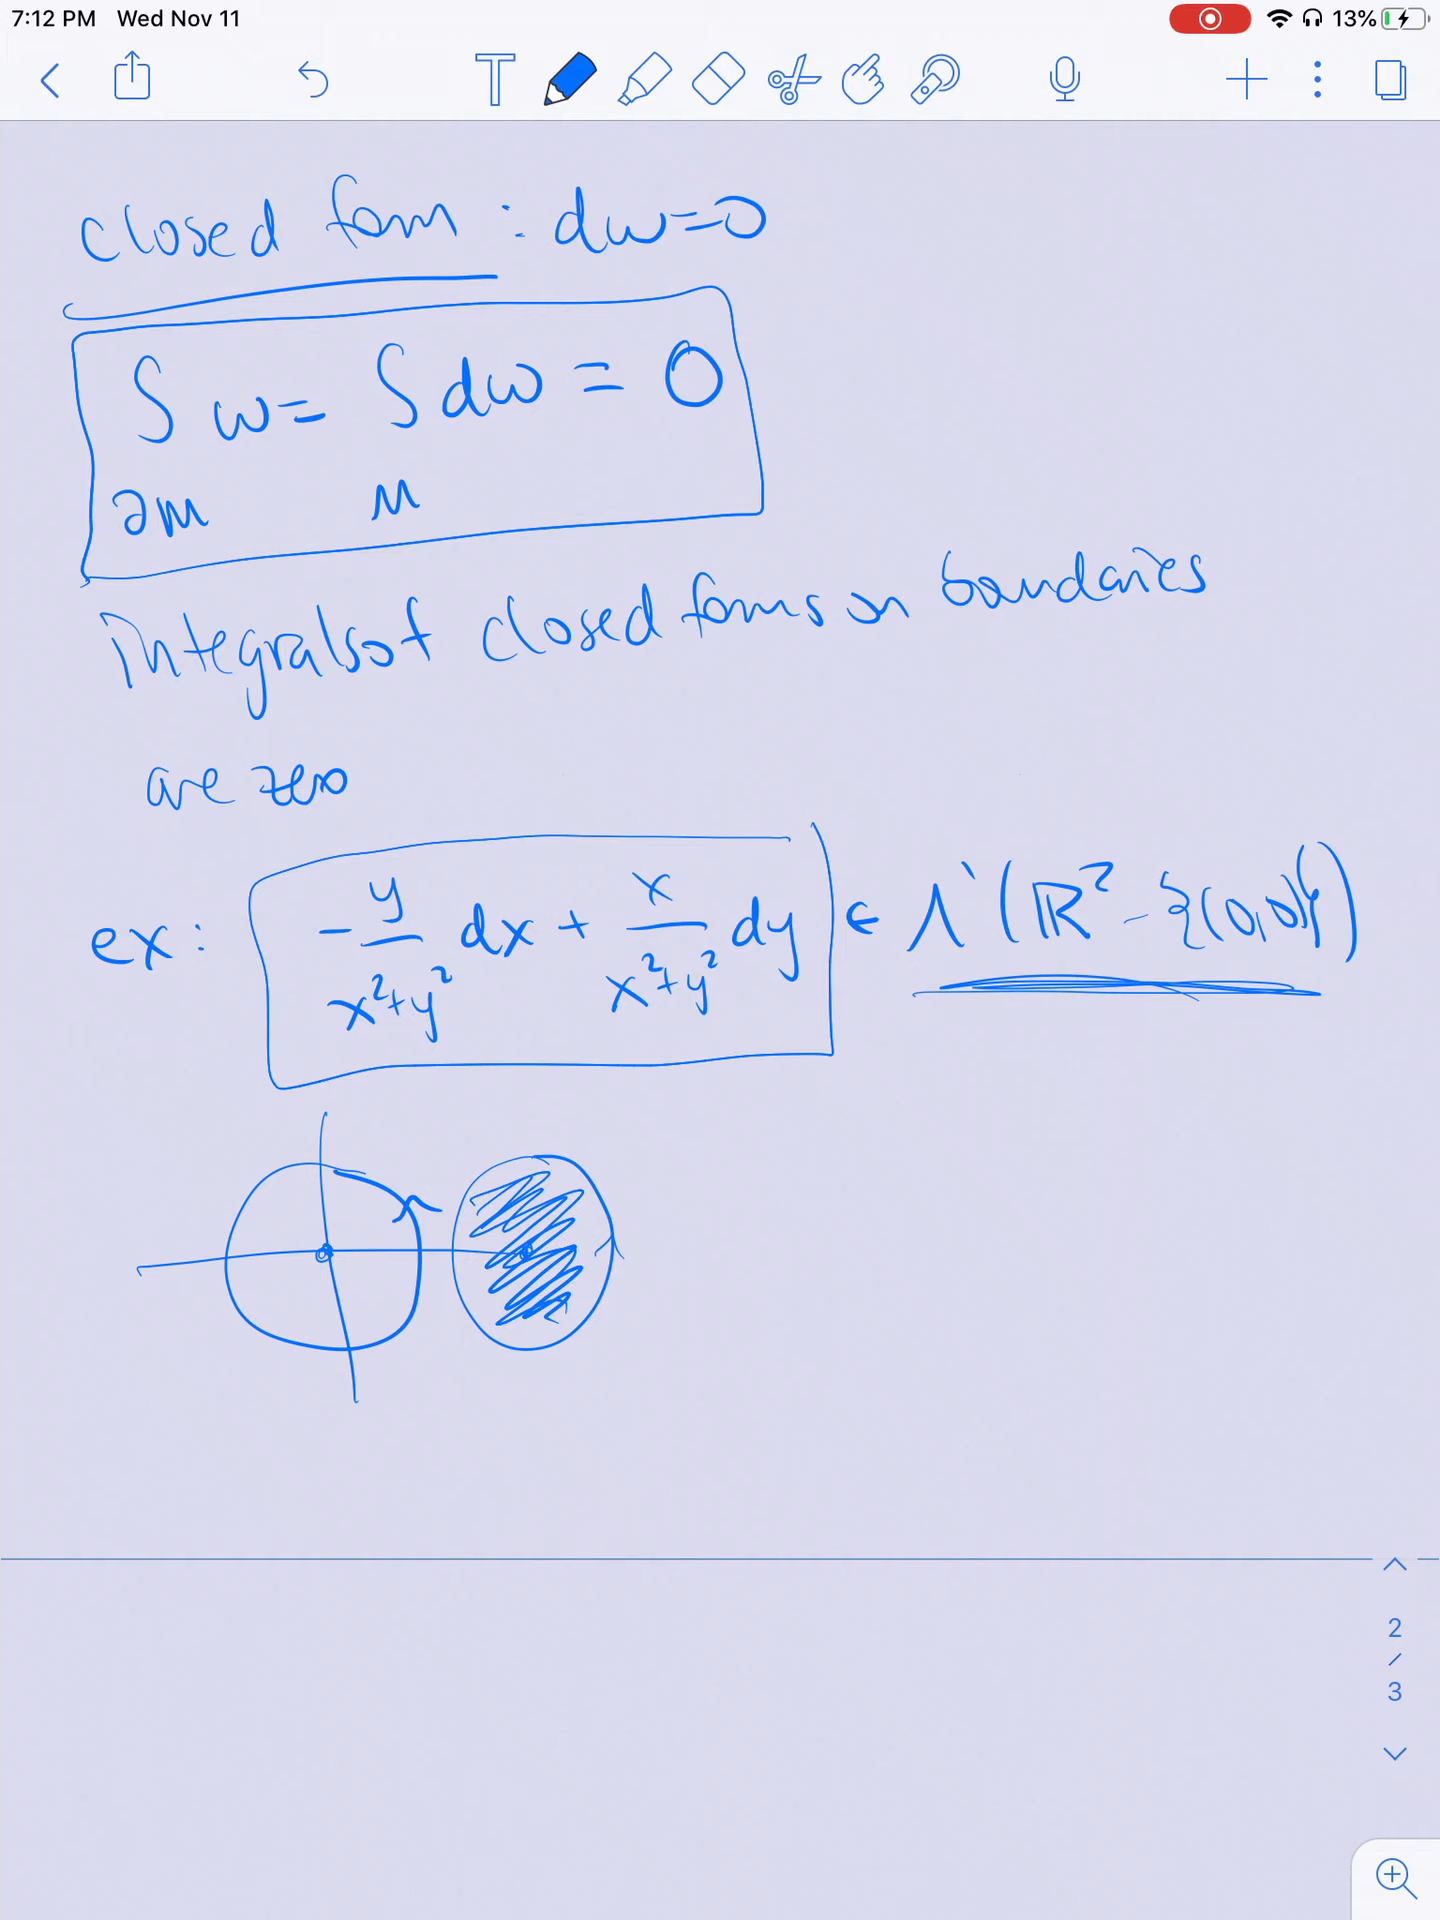 7:12 PM Wed Nov 11 13%
T
closed form : dω=0
∫ ω = ∫ dω = 0
∂M M
integrals of closed forms on boundaries
are zero
ex: -y/(x²+y²) dx + x/(x²+y²) dy ∈ Λ¹(ℝ²-{(0,0)})
2
/
3